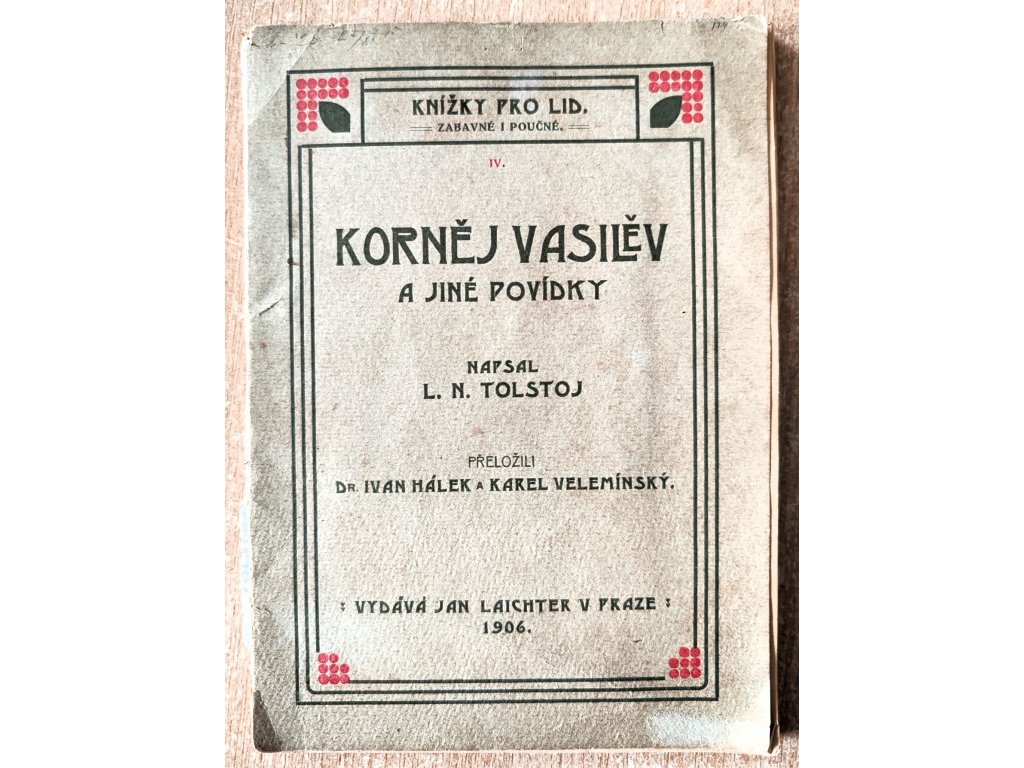 KNÍŽKY PRO LID.
ZABAVNÉ I POUČNÉ.
IV.
KORNĚJ VASILĚV
A JINÉ POVÍDKY
NAPSAL
L. N. TOLSTOJ
PŘELOŽILI
DR. IVAN HÁLEK A KAREL VELEMÍNSKÝ.
VYDÁVÁ JAN LAICHTER V PRAZE
1906.